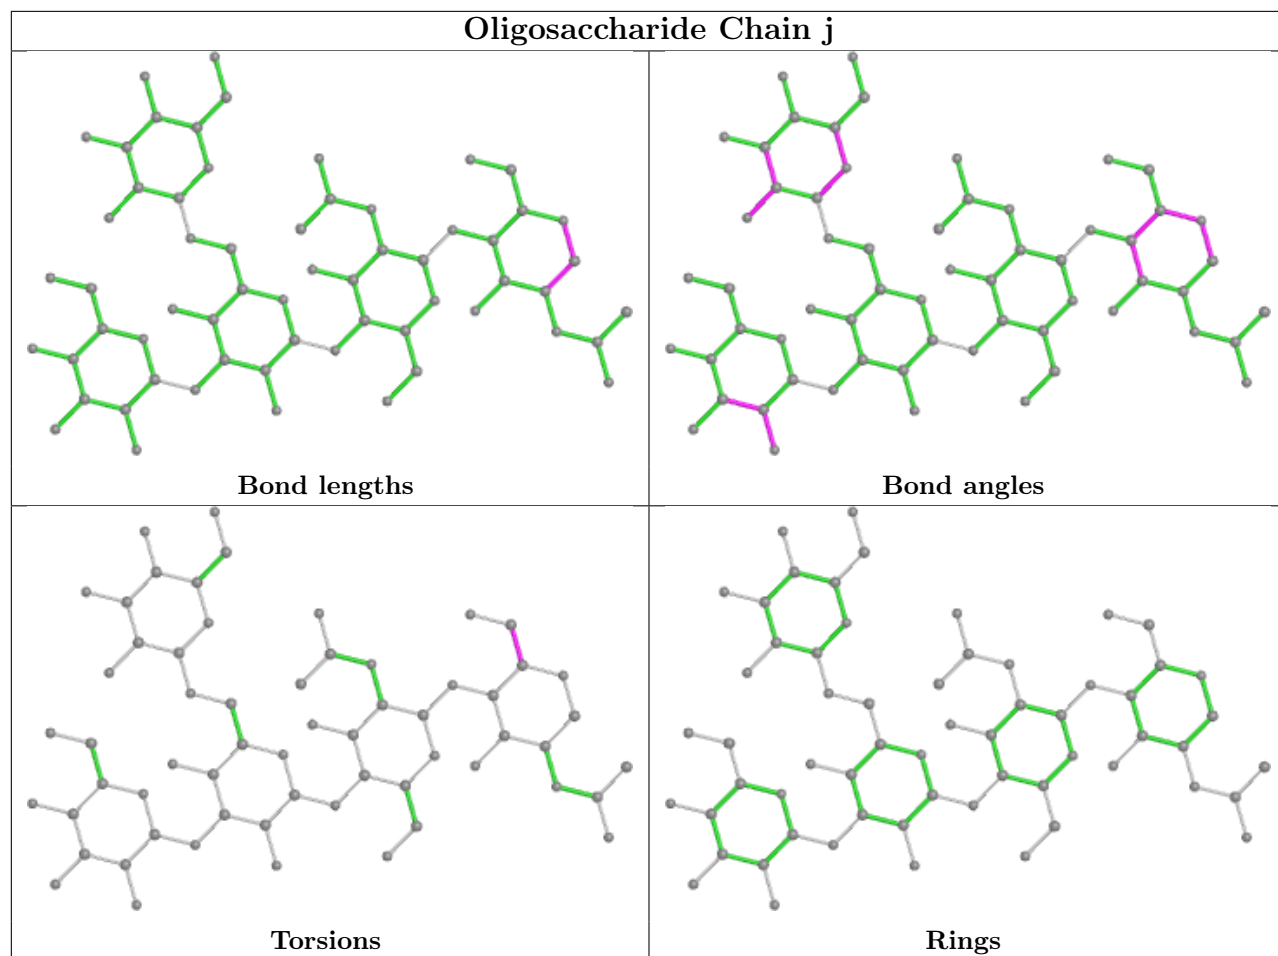 Oligosaccharide Chain j
Bond lengths
Bond angles
Torsions
Rings